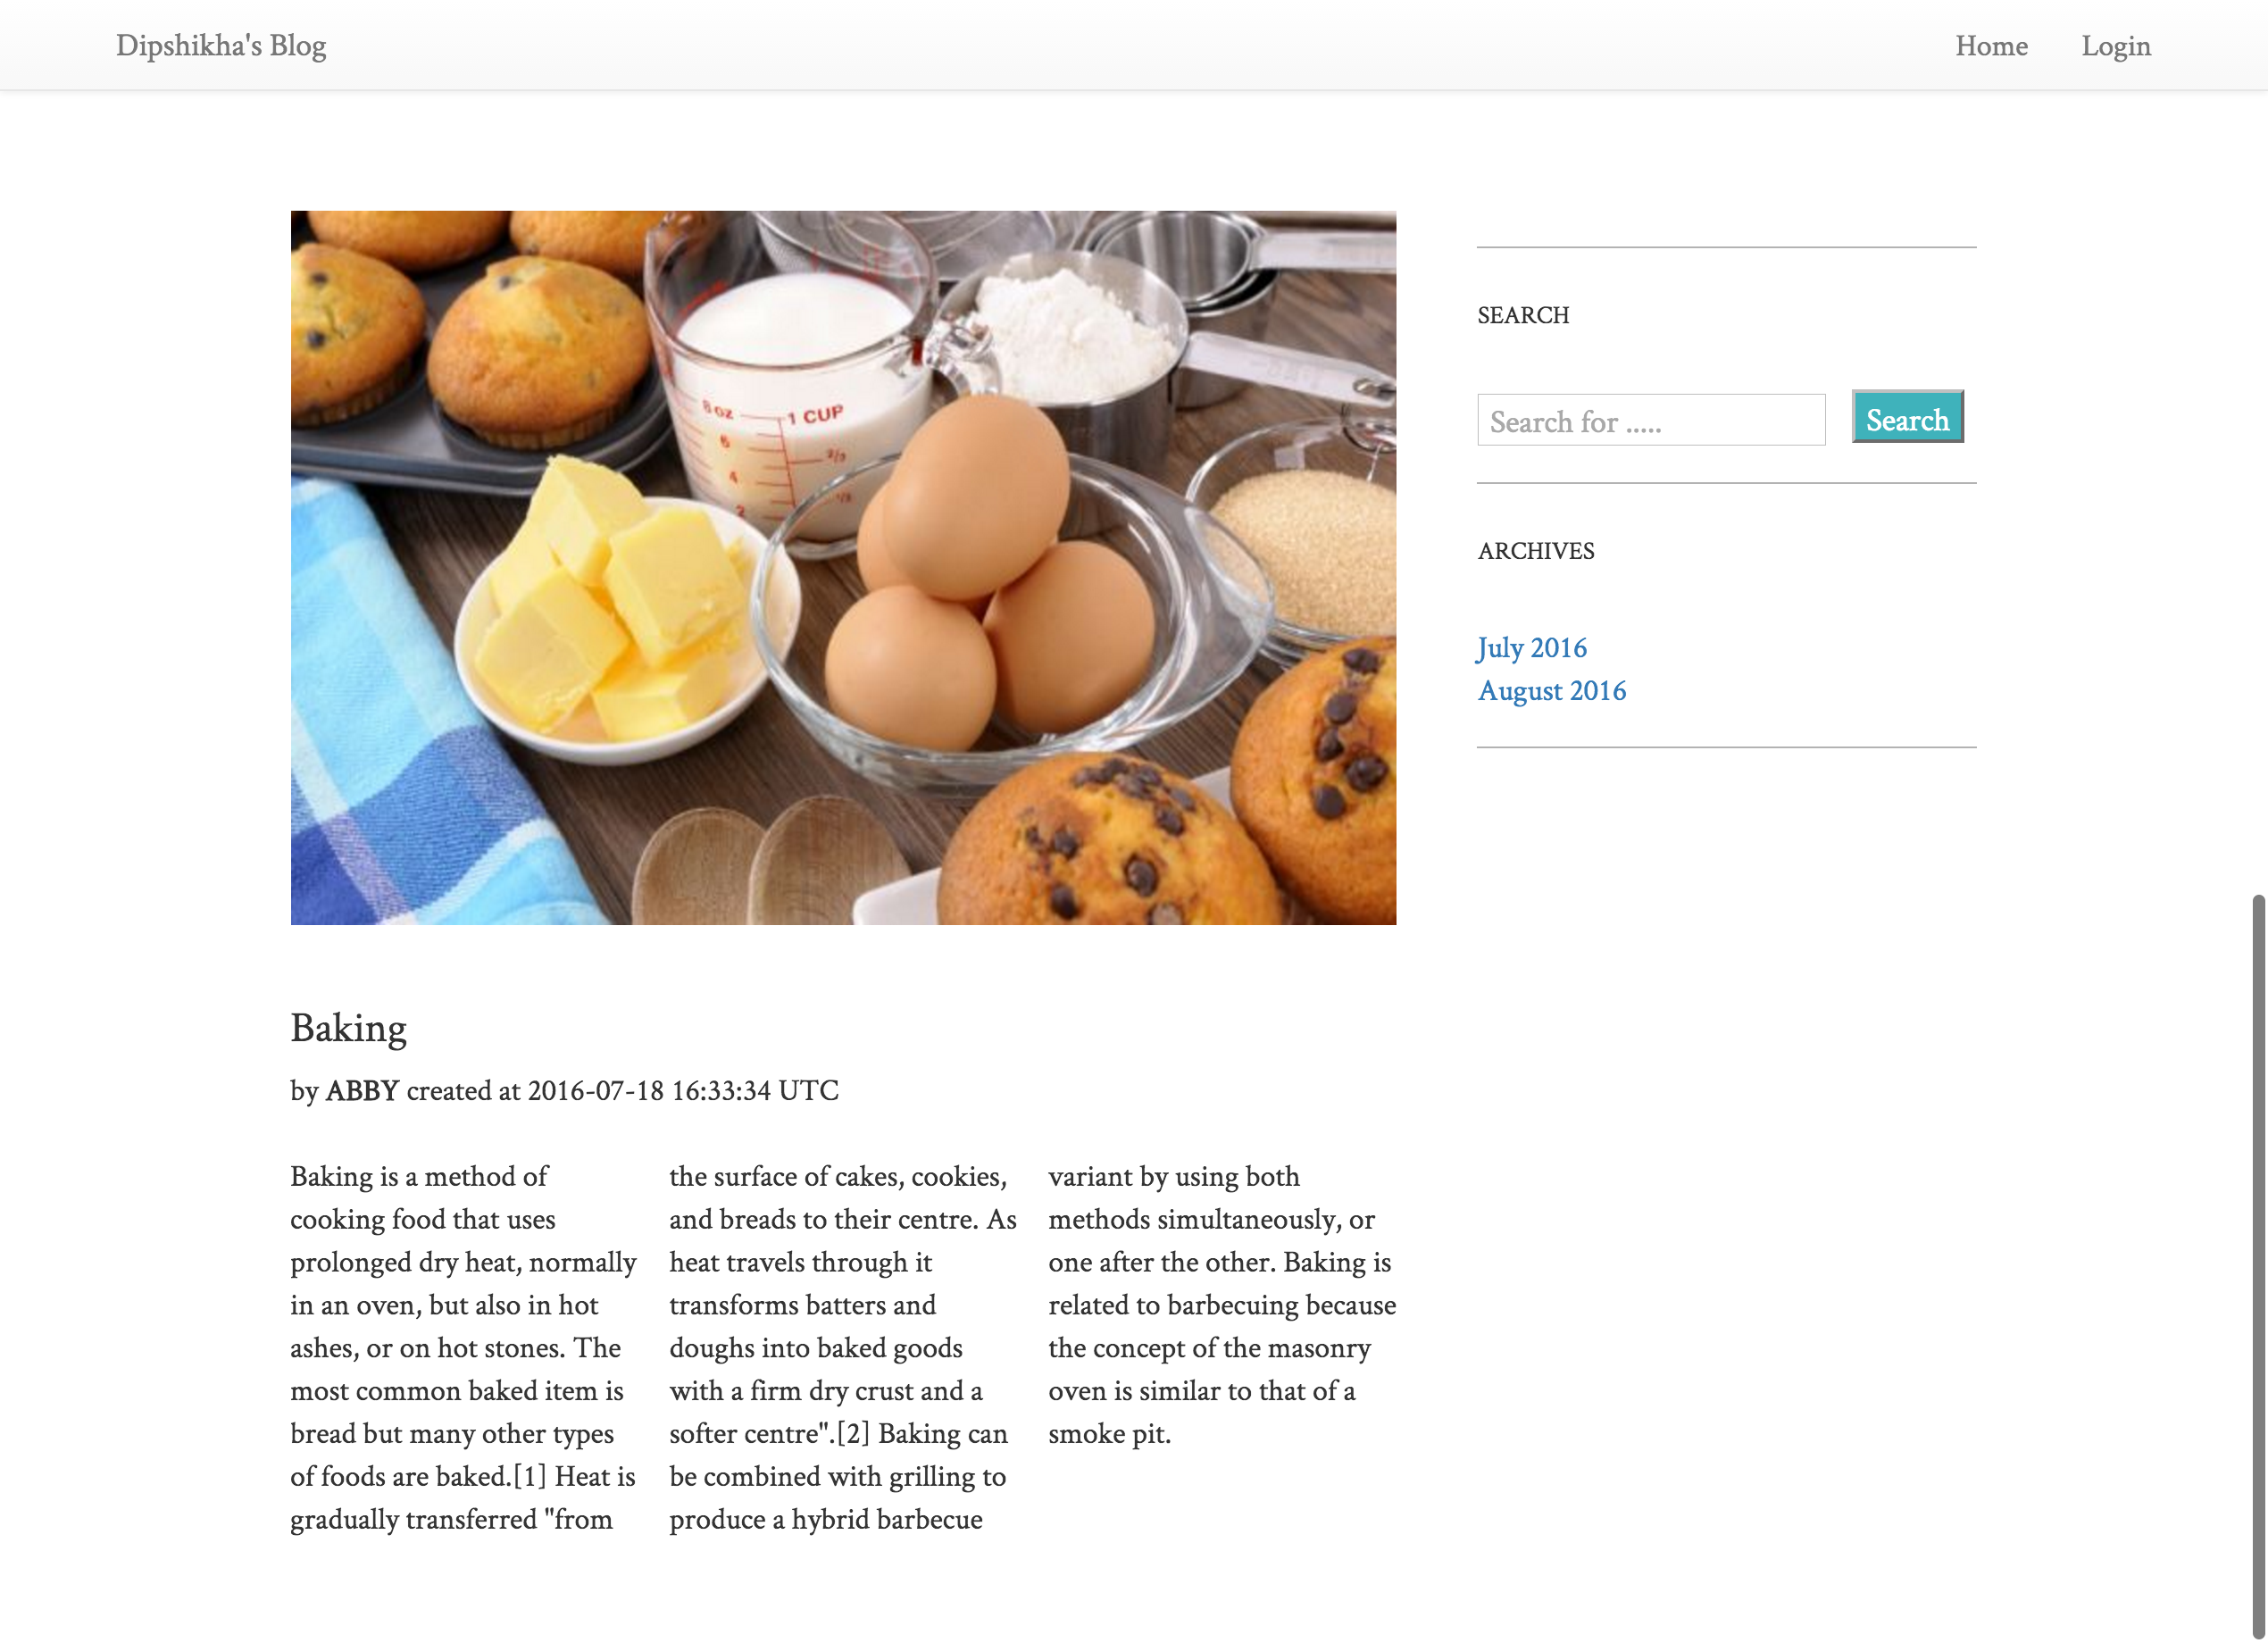 Dipshikha's Blog
Home
Login
8 oz
1 CUP
6
2/3
4
1/3
2
SEARCH
Search for .....
Search
ARCHIVES
July 2016
August 2016
Baking
by ABBY created at 2016-07-18 16:33:34 UTC
Baking is a method of
cooking food that uses
prolonged dry heat, normally
in an oven, but also in hot
ashes, or on hot stones. The
most common baked item is
bread but many other types
of foods are baked.[1] Heat is
gradually transferred "from
the surface of cakes, cookies,
and breads to their centre. As
heat travels through it
transforms batters and
doughs into baked goods
with a firm dry crust and a
softer centre".[2] Baking can
be combined with grilling to
produce a hybrid barbecue
variant by using both
methods simultaneously, or
one after the other. Baking is
related to barbecuing because
the concept of the masonry
oven is similar to that of a
smoke pit.